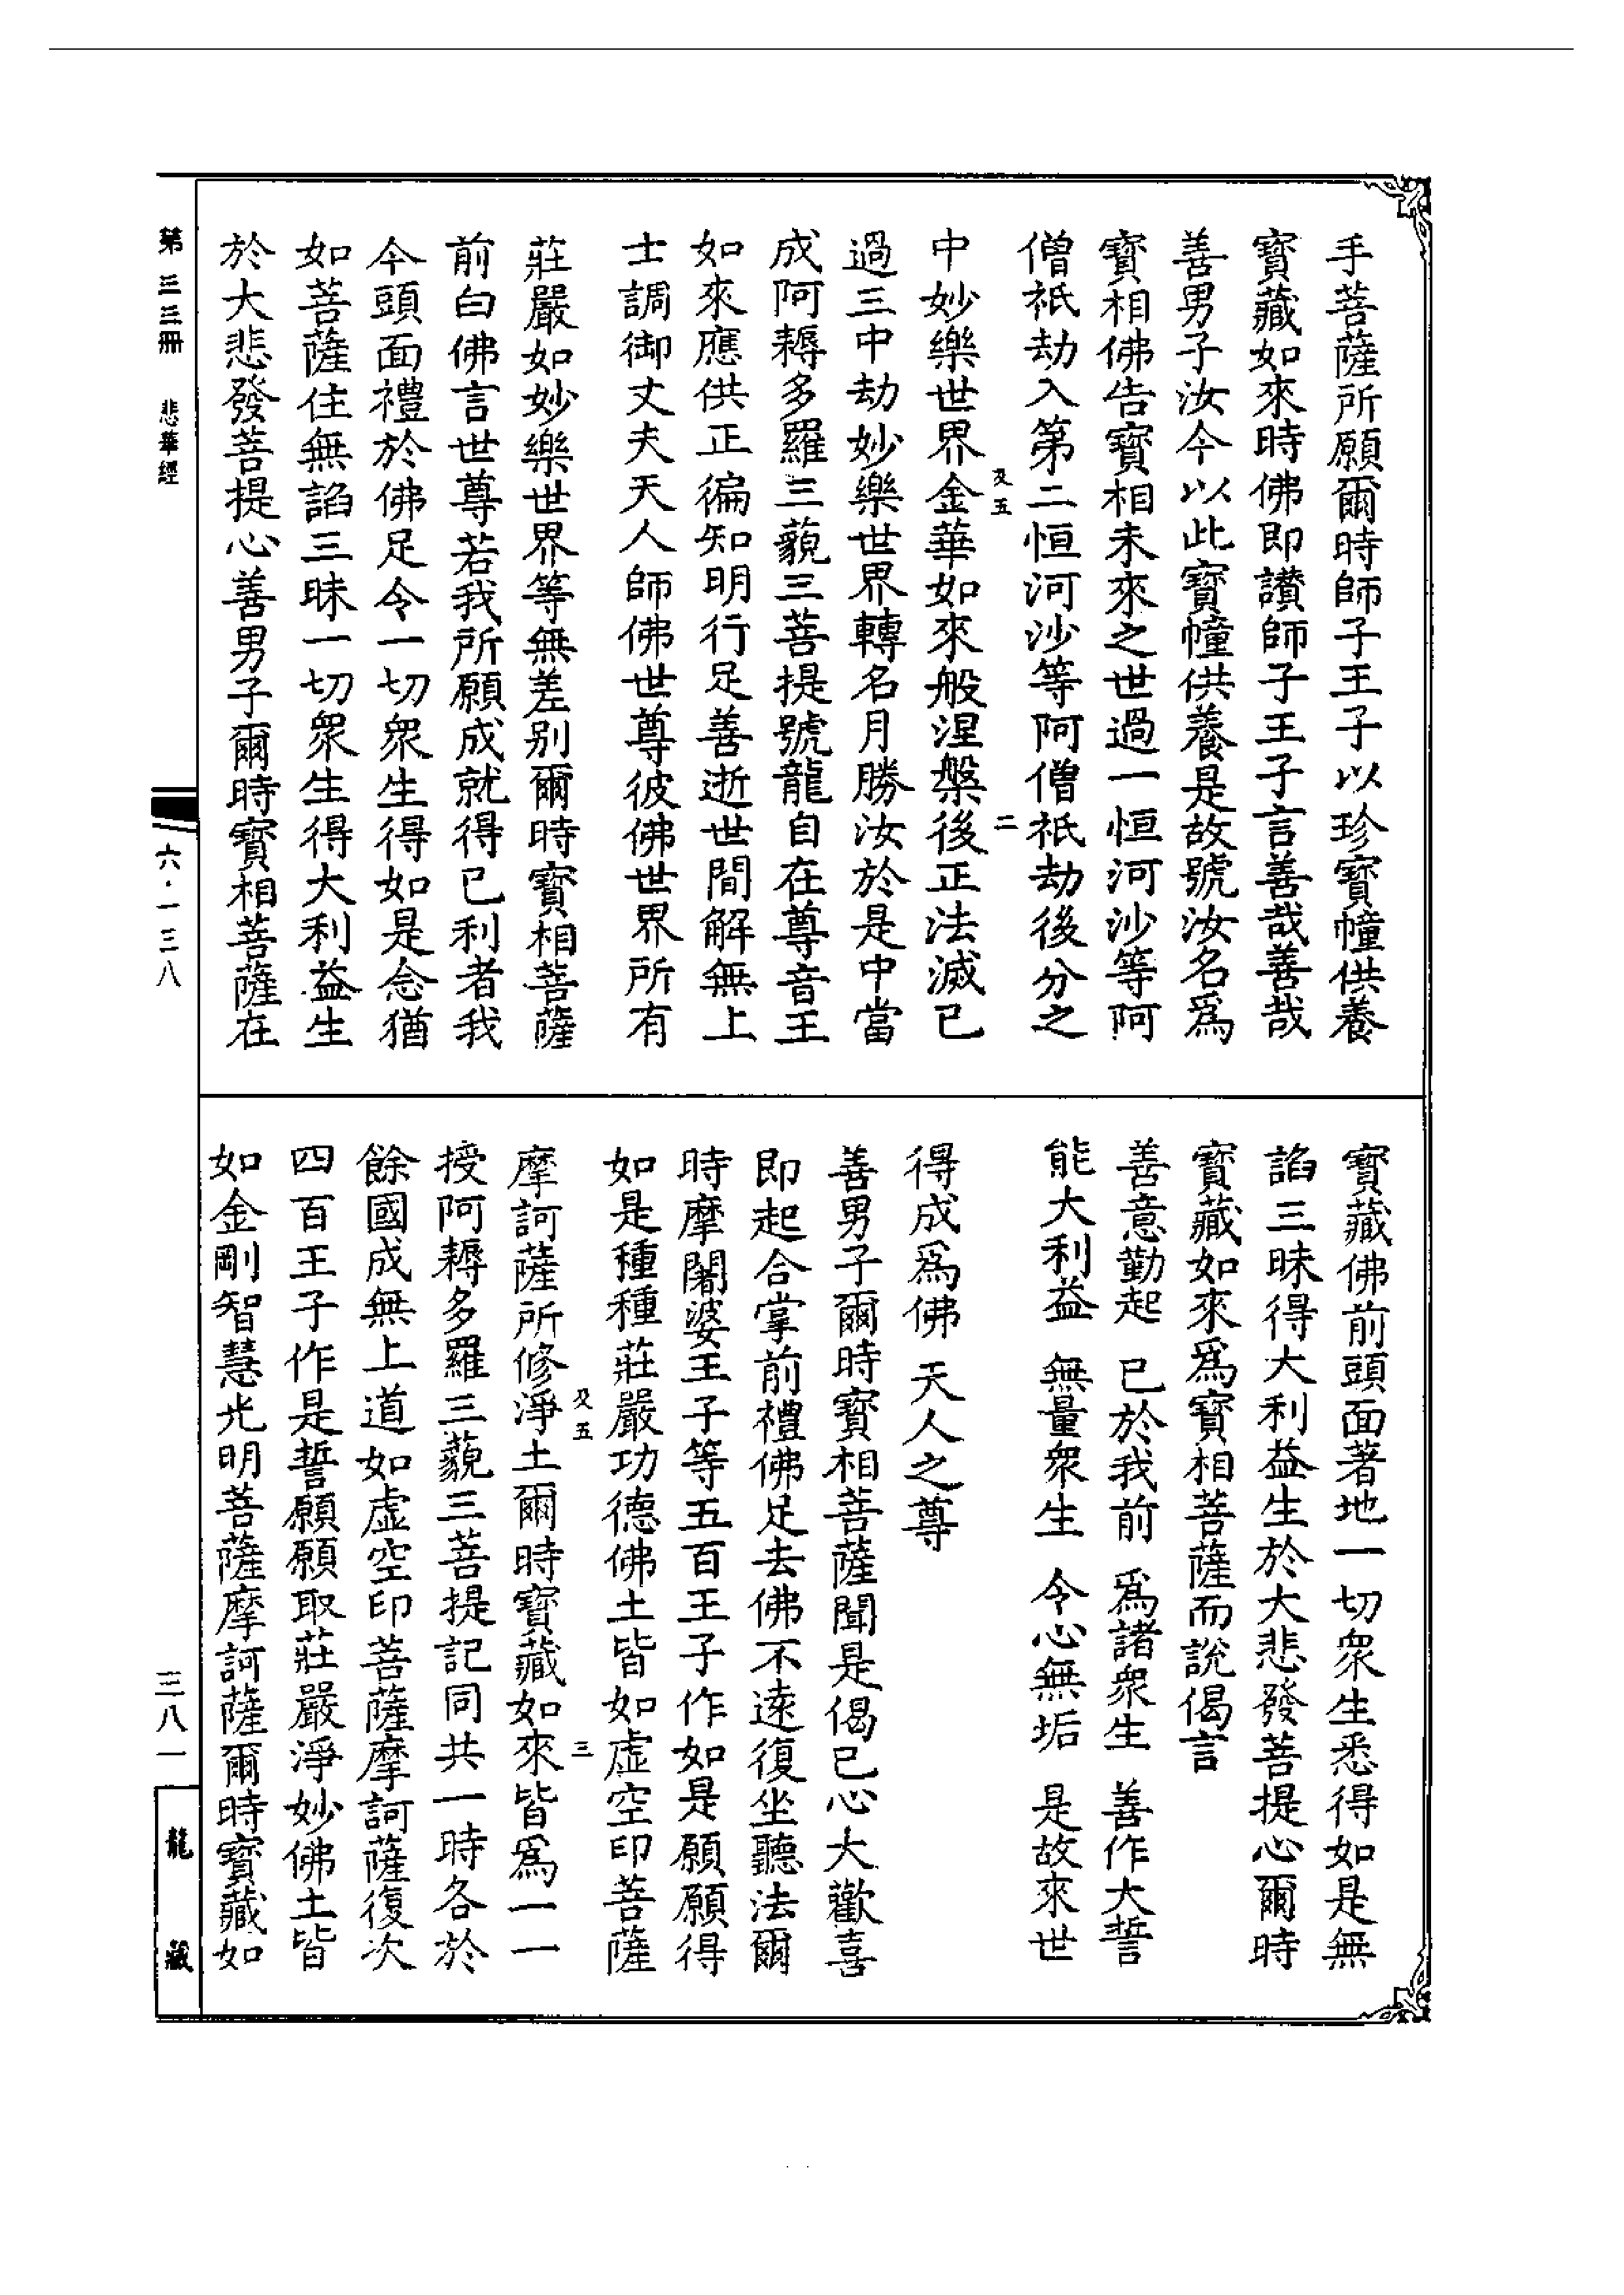 手菩薩所願爾時師子王子以珍寶幢供養
寶藏如來時佛即讃師子王子言善哉善哉
善男子汝今以此寶幢供養是故號汝名爲
寶相佛告寶相未來之世過一恒河沙等阿
僧祇劫入第二恒河沙等阿僧祇劫後分之
及五 二
中妙樂世界金華如來般涅槃後正法滅已
過三中劫妙樂世界轉名月勝汝於是中當
成阿耨多羅三藐三菩提號龍自在尊音王
如來應供正徧知明行足善逝世間解無上
士調御丈夫天人師佛世尊彼佛世界所有
莊嚴如妙樂世界等無差别爾時寶相菩薩
前白佛言世尊若我所願成就得已利者我
今頭面禮於佛足令一切衆生得如是念猶
如菩薩住無諂三昧一切衆生得大利益生
於大悲發菩提心善男子爾時寶相菩薩在
寶藏佛前頭面著地一切衆生悉得如是無
諂三昧得大利益生於大悲發菩提心爾時
寶藏如來爲寶相菩薩而說偈言
善意勤起 已於我前 爲諸衆生 善作大誓
能大利益 無量衆生 令心無垢 是故來世
得成爲佛 天人之尊
善男子爾時寶相菩薩聞是偈已心大歡喜
即起合掌前禮佛足去佛不遠復坐聽法爾
時摩闍婆王子等五百王子作如是願願得
如是種種莊嚴功德佛土皆如虛空印菩薩
及五 三
摩訶薩所修淨土爾時寶藏如來皆爲一一
授阿耨多羅三藐三菩提記同共一時各於
餘國成無上道如虛空印菩薩摩訶薩復次
四百王子作是誓願願取莊嚴淨妙佛土皆
如金剛智慧光明菩薩摩訶薩爾時寶藏如
第三三冊 悲華經
六·一三八
三八一
龍藏